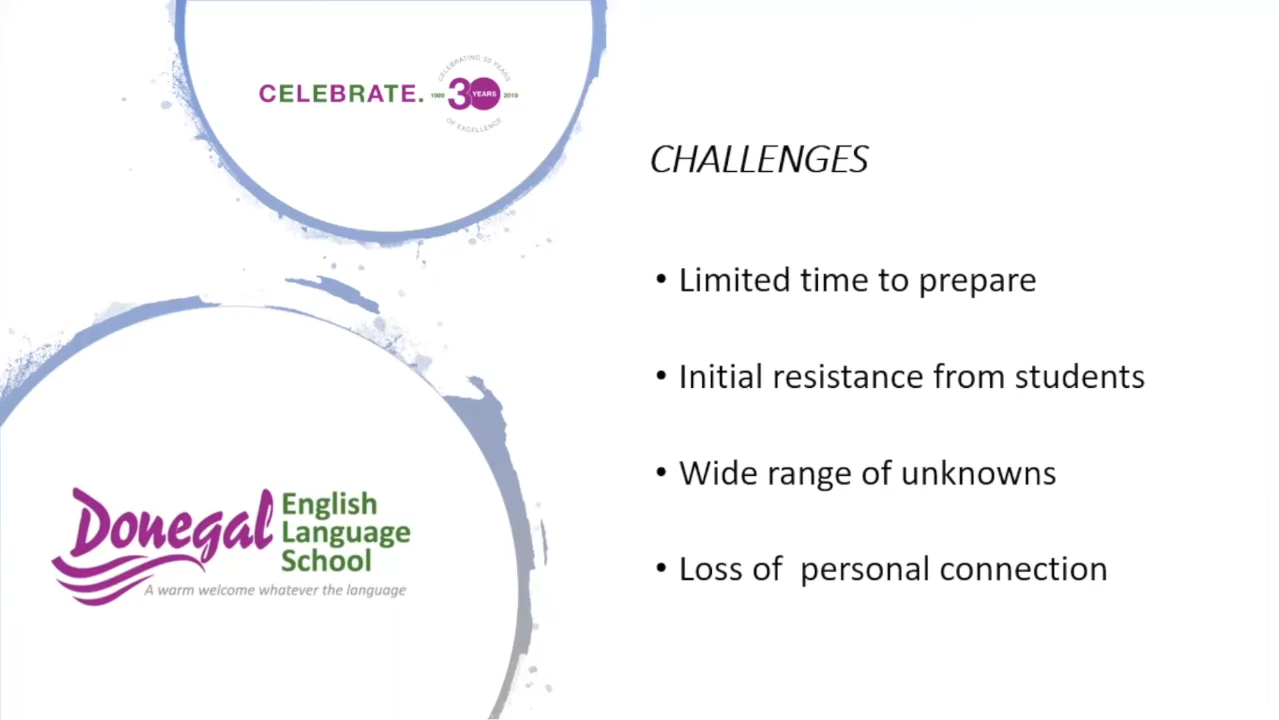 CELEBRATE.
CELEBRATING 30 YEARS
1989 30 YEARS 2019
OF EXCELLENCE
CHALLENGES
• Limited time to prepare
• Initial resistance from students
• Wide range of unknowns
• Loss of  personal connection
Donegal English
Language
School
A warm welcome whatever the language